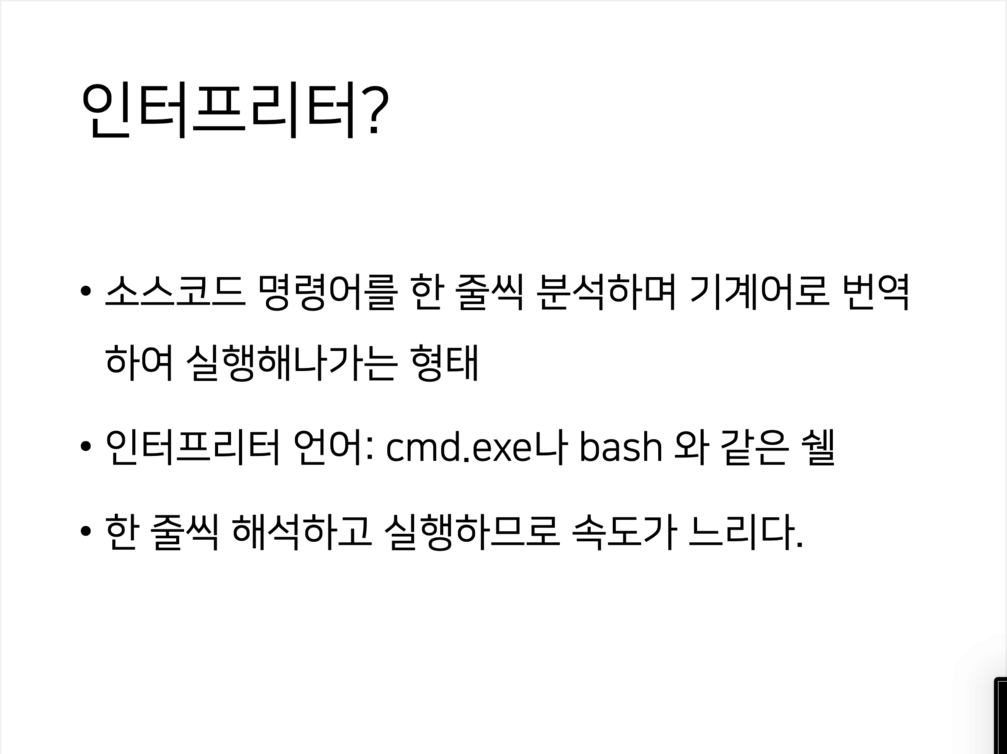 인터프리터?
• 소스코드 명령어를 한 줄씩 분석하며 기계어로 번역
하여 실행해나가는 형태
• 인터프리터 언어: cmd.exe나 bash 와 같은 쉘
• 한 줄씩 해석하고 실행하므로 속도가 느리다.